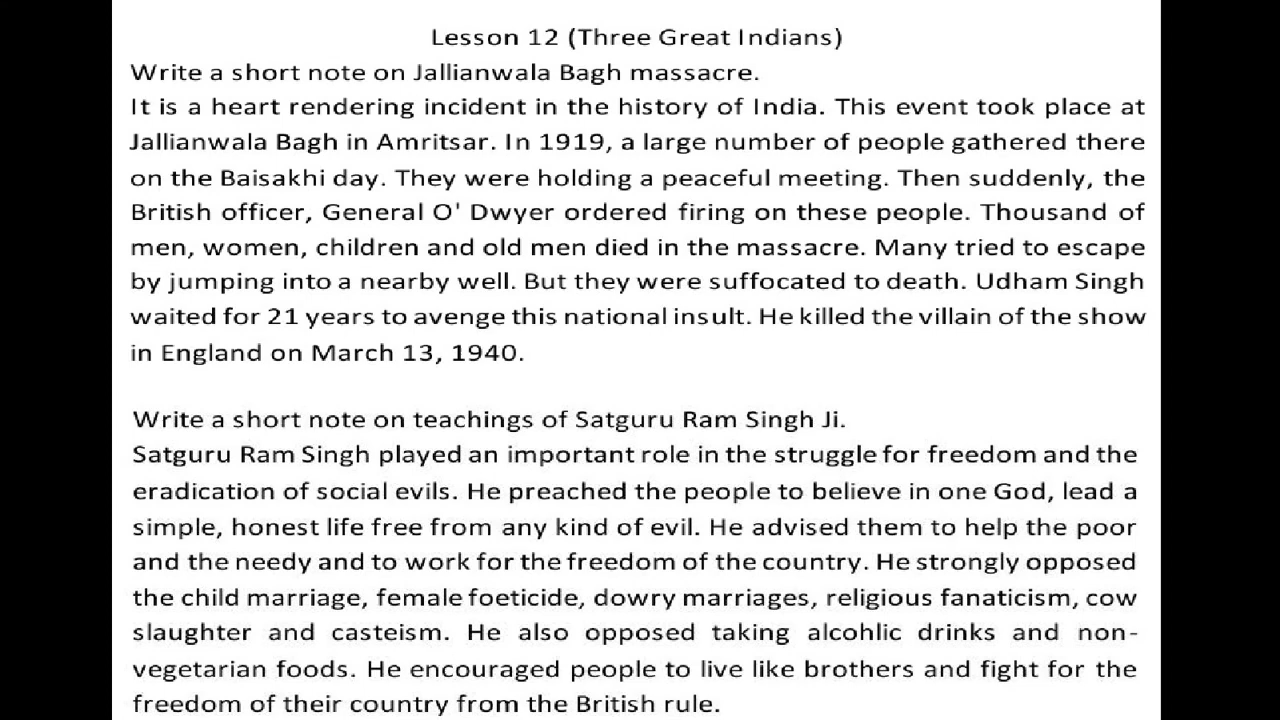 Lesson 12 (Three Great Indians)
Write a short note on Jallianwala Bagh massacre.
It is a heart rendering incident in the history of India. This event took place at
Jallianwala Bagh in Amritsar. In 1919, a large number of people gathered there
on the Baisakhi day. They were holding a peaceful meeting. Then suddenly, the
British officer, General O' Dwyer ordered firing on these people. Thousand of
men, women, children and old men died in the massacre. Many tried to escape
by jumping into a nearby well. But they were suffocated to death. Udham Singh
waited for 21 years to avenge this national insult. He killed the villain of the show
in England on March 13, 1940.
Write a short note on teachings of Satguru Ram Singh Ji.
Satguru Ram Singh played an important role in the struggle for freedom and the
eradication of social evils. He preached the people to believe in one God, lead a
simple, honest life free from any kind of evil. He advised them to help the poor
and the needy and to work for the freedom of the country. He strongly opposed
the child marriage, female foeticide, dowry marriages, religious fanaticism, cow
slaughter and casteism. He also opposed taking alcohlic drinks and non-
vegetarian foods. He encouraged people to live like brothers and fight for the
freedom of their country from the British rule.